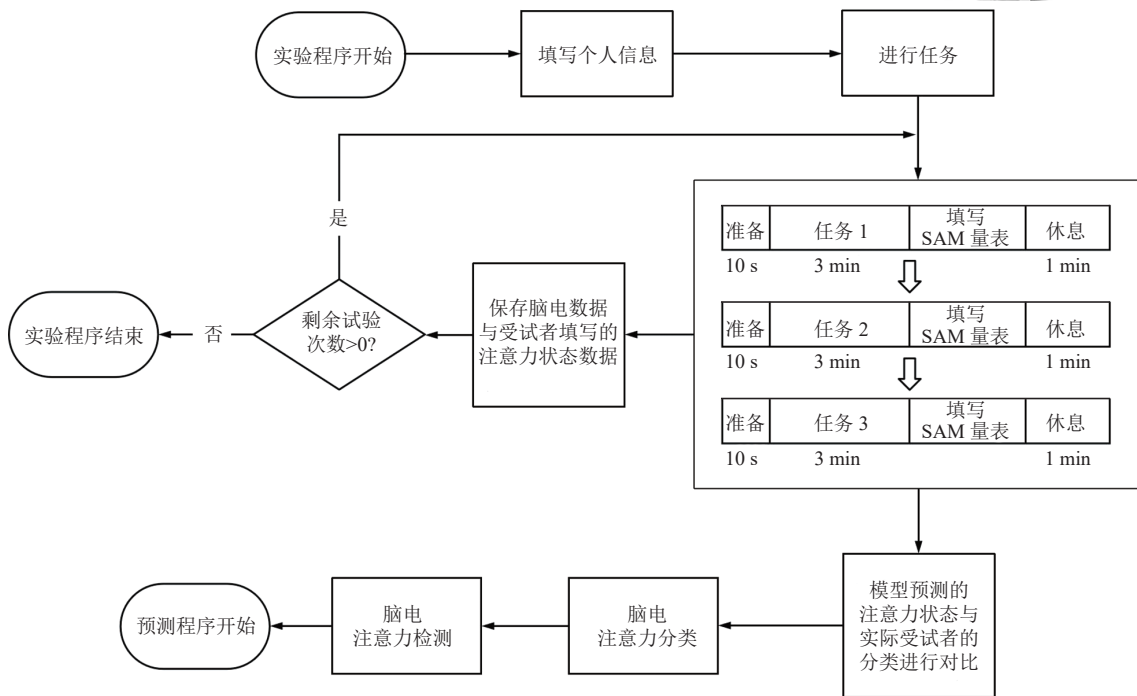 实验程序开始
填写个人信息
进行任务
是
准备
任务 1
填写
SAM 量表
休息
10 s
3 min
1 min
实验程序结束
否
剩余试验
次数>0?
保存脑电数据
与受试者填写的
注意力状态数据
准备
任务 2
填写
SAM 量表
休息
10 s
3 min
1 min
准备
任务 3
填写
SAM 量表
休息
10 s
3 min
1 min
预测程序开始
脑电
注意力检测
脑电
注意力分类
模型预测的
注意力状态与
实际受试者的
分类进行对比